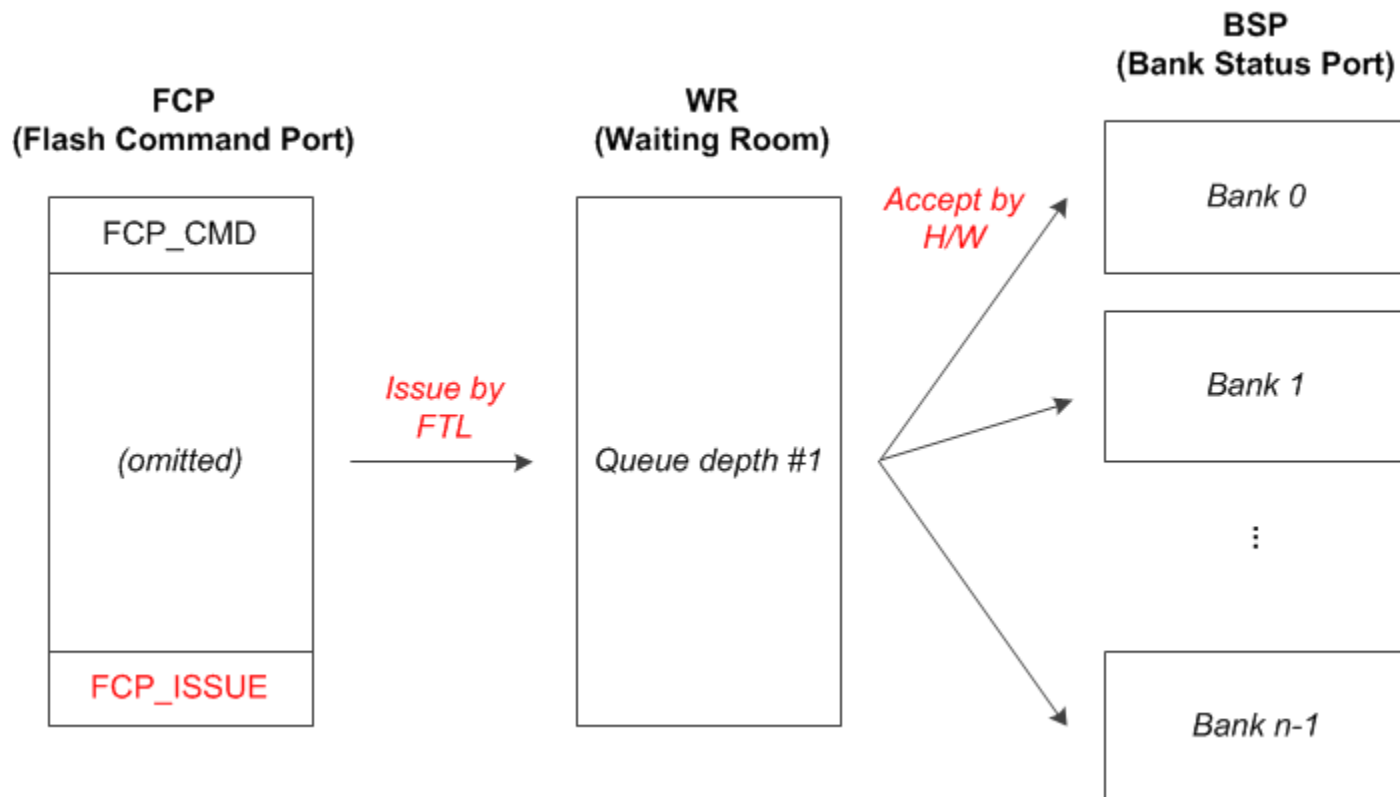 FCP
(Flash Command Port)
FCP_CMD
(omitted)
FCP_ISSUE
Issue by
FTL
WR
(Waiting Room)
Queue depth #1
Accept by
H/W
BSP
(Bank Status Port)
Bank 0
Bank 1
...
Bank n-1